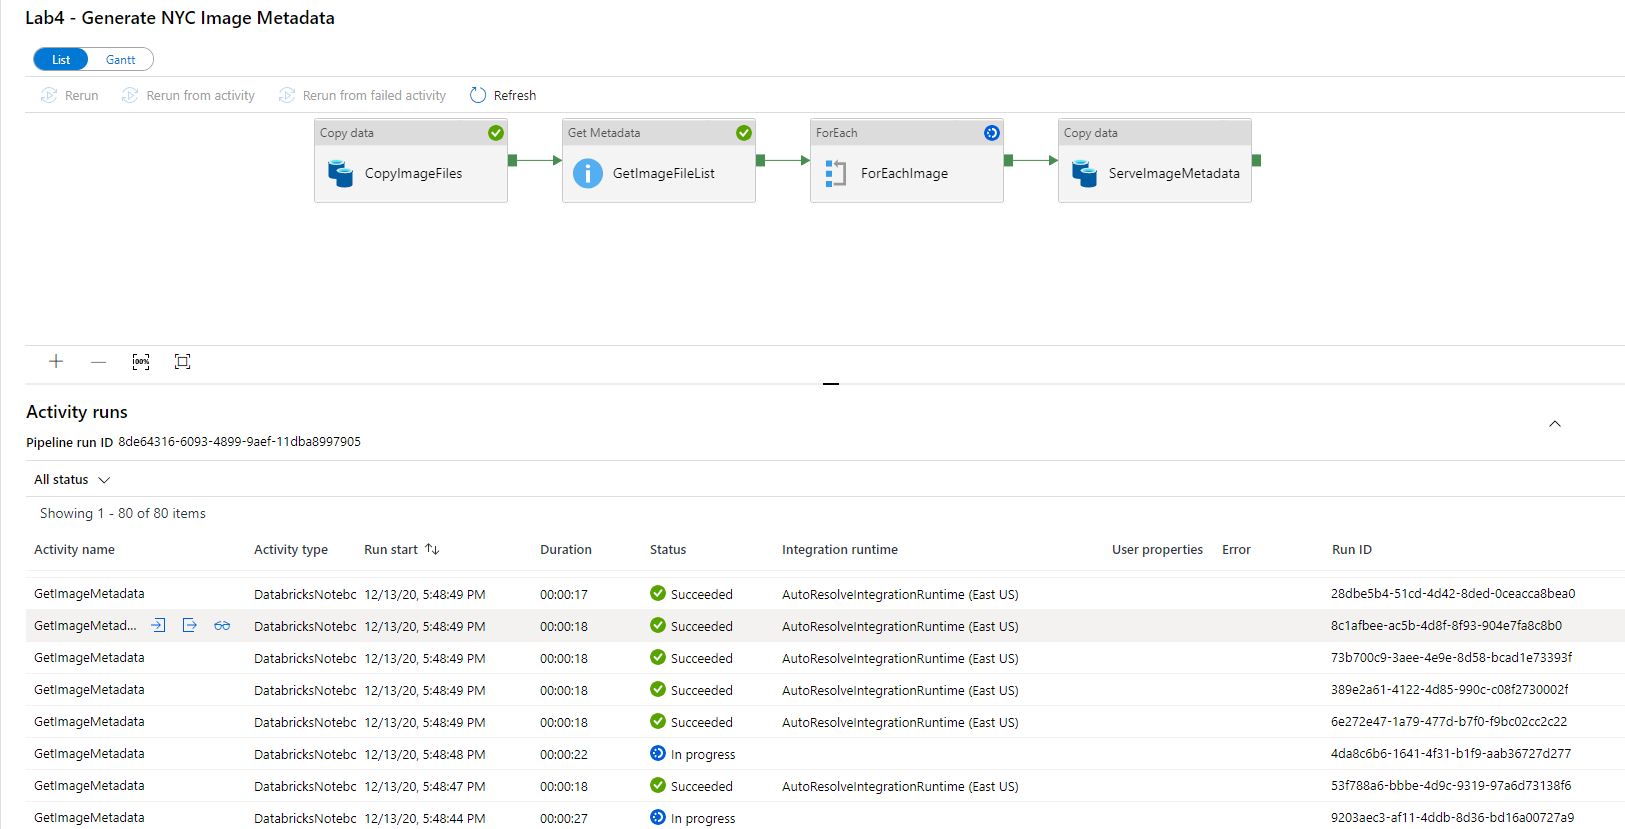 Lab4 - Generate NYC Image Metadata
List Gantt
Rerun Rerun from activity Rerun from failed activity Refresh
Copy data Get Metadata ForEach Copy data
CopyImageFiles GetImageFileList ForEachImage ServeImageMetadata
100%
Activity runs
Pipeline run ID 8de64316-6093-4899-9aef-11dba8997905
All status
Showing 1 - 80 of 80 items
Activity name Activity type Run start Duration Status Integration runtime User properties Error Run ID
GetImageMetadata DatabricksNotebc 12/13/20, 5:48:49 PM 00:00:17 Succeeded AutoResolveIntegrationRuntime (East US) 28dbe5b4-51cd-4d42-8ded-0ceacca8bea0
GetImageMetad... DatabricksNotebc 12/13/20, 5:48:49 PM 00:00:18 Succeeded AutoResolveIntegrationRuntime (East US) 8c1afbee-ac5b-4d8f-8f93-904e7fa8c8b0
GetImageMetadata DatabricksNotebc 12/13/20, 5:48:49 PM 00:00:18 Succeeded AutoResolveIntegrationRuntime (East US) 73b700c9-3aee-4e9e-8d58-bcad1e73393f
GetImageMetadata DatabricksNotebc 12/13/20, 5:48:49 PM 00:00:18 Succeeded AutoResolveIntegrationRuntime (East US) 389e2a61-4122-4d85-990c-c08f2730002f
GetImageMetadata DatabricksNotebc 12/13/20, 5:48:49 PM 00:00:18 Succeeded AutoResolveIntegrationRuntime (East US) 6e272e47-1a79-477d-b7f0-f9bc02cc2c22
GetImageMetadata DatabricksNotebc 12/13/20, 5:48:48 PM 00:00:22 In progress 4da8c6b6-1641-4f31-b1f9-aab36727d277
GetImageMetadata DatabricksNotebc 12/13/20, 5:48:47 PM 00:00:18 Succeeded AutoResolveIntegrationRuntime (East US) 53f788a6-bbbe-4d9c-9319-97a6d73138f6
GetImageMetadata DatabricksNotebc 12/13/20, 5:48:44 PM 00:00:27 In progress 9203aec3-af11-4ddb-8d36-bd16a00727a9